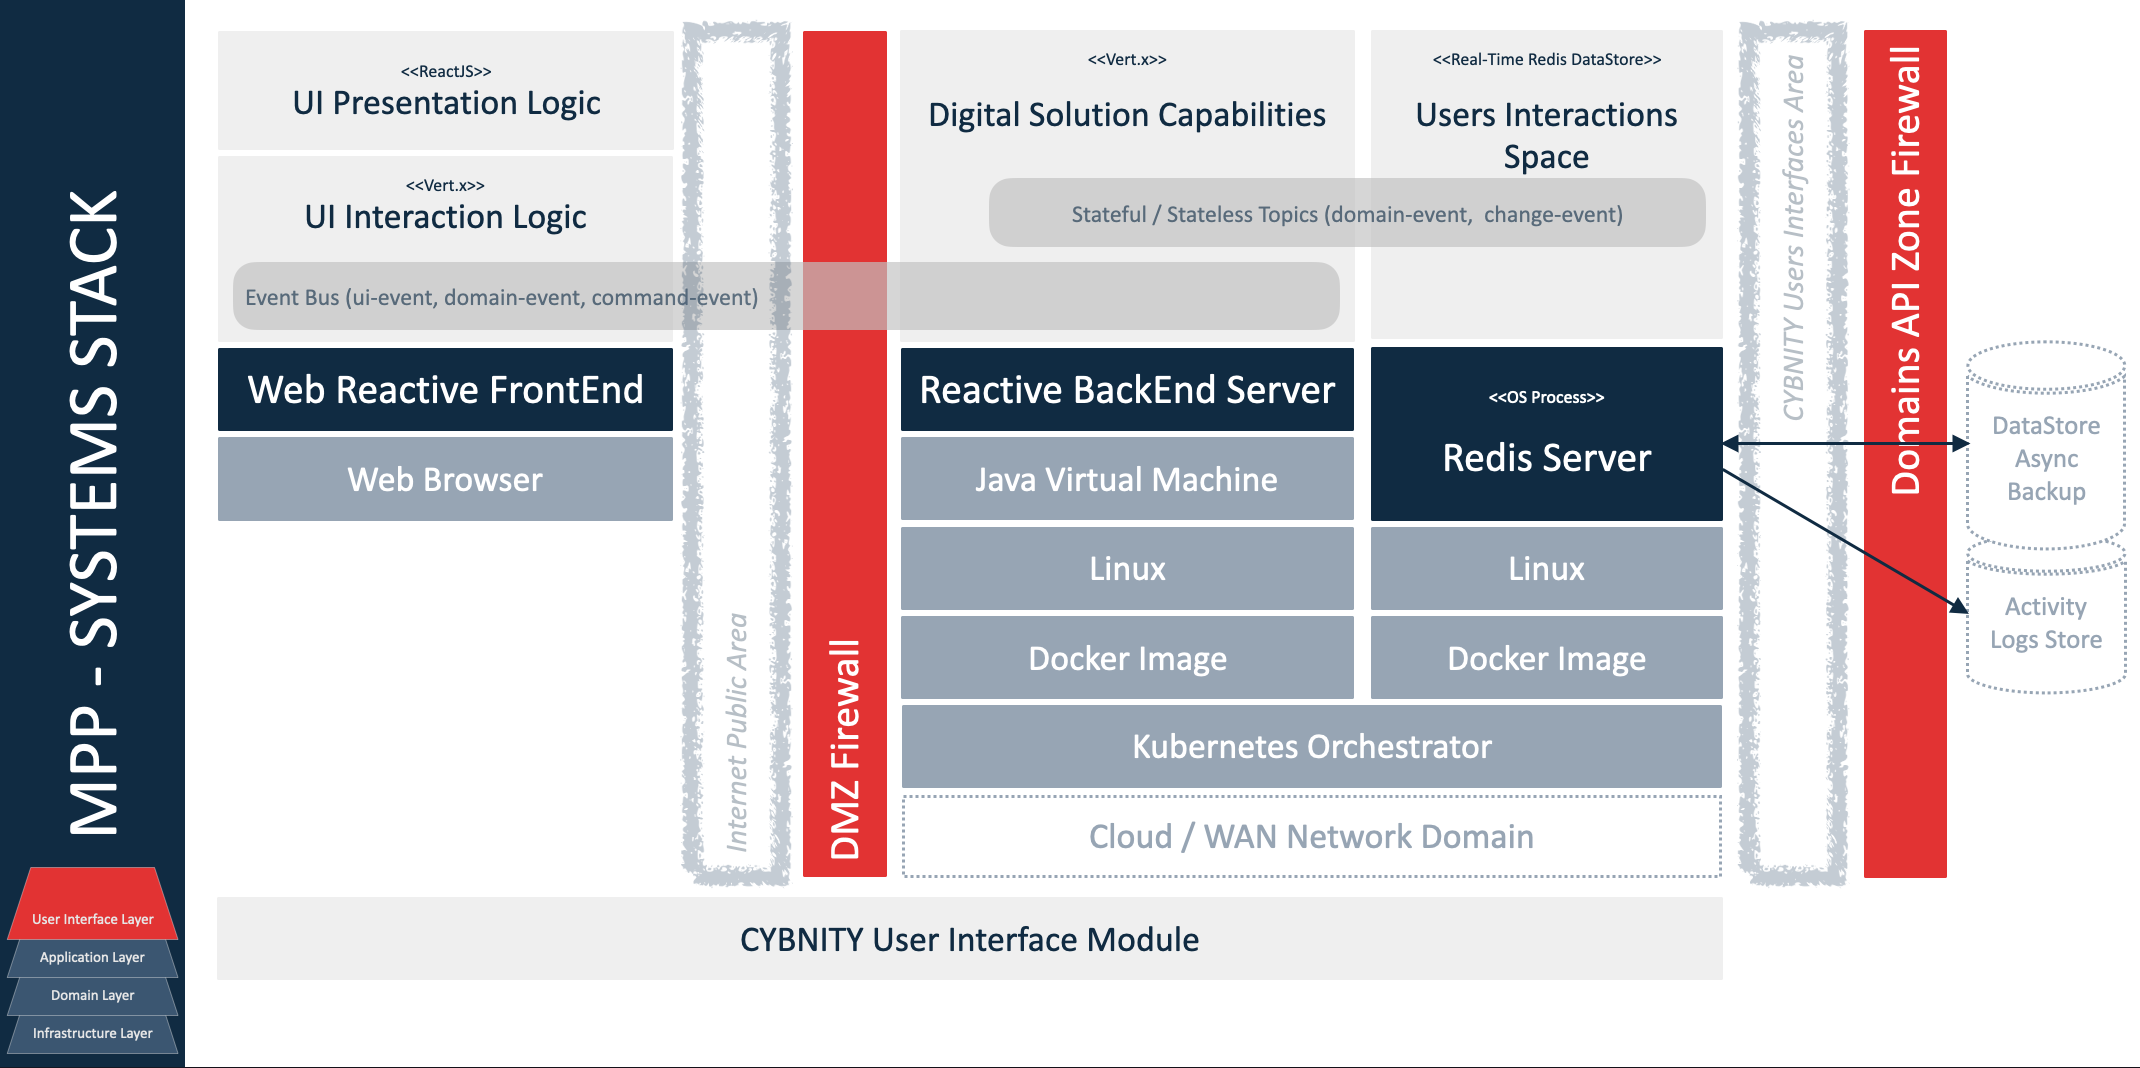 MPP - SYSTEMS STACK
User Interface Layer
Application Layer
Domain Layer
Infrastructure Layer
<<ReactJS>>
UI Presentation Logic
<<Vert.x>>
UI Interaction Logic
Event Bus (ui-event, domain-event, command-event)
Web Reactive FrontEnd
Web Browser
Internet Public Area
DMZ Firewall
<<Vert.x>>
Digital Solution Capabilities
<<Real-Time Redis DataStore>>
Users Interactions
Space
Stateful / Stateless Topics (domain-event, change-event)
Reactive BackEnd Server
Java Virtual Machine
Linux
Docker Image
<<OS Process>>
Redis Server
Linux
Docker Image
Kubernetes Orchestrator
Cloud / WAN Network Domain
CYBNITY Users Interfaces Area
Domains API Zone Firewall
DataStore
Async
Backup
Activity
Logs Store
CYBNITY User Interface Module